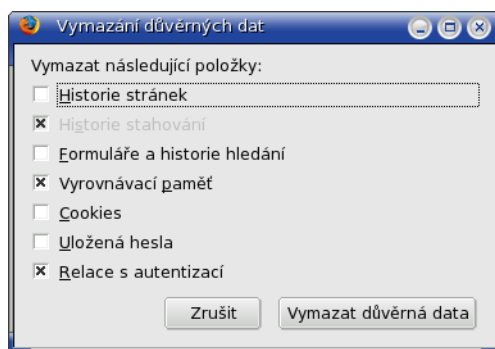 Vymazání důvěrných dat
Vymazat následující položky:
Historie stránek
Historie stahování
Formuláře a historie hledání
Vyrovnávací paměť
Cookies
Uložená hesla
Relace s autentizací
Zrušit
Vymazat důvěrná data